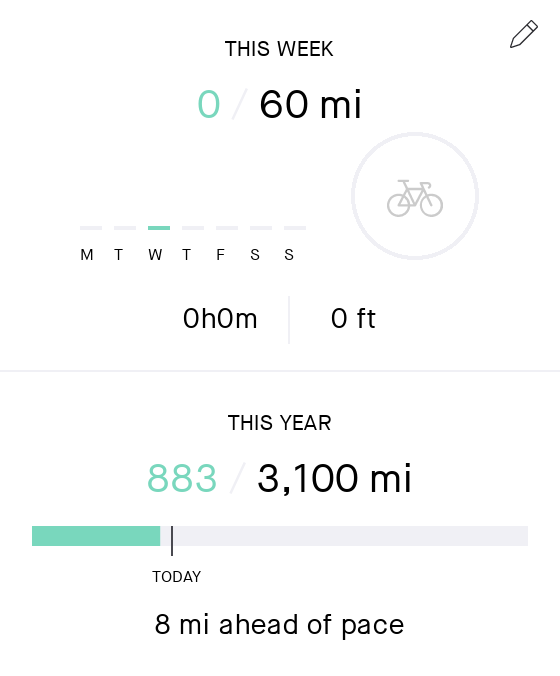 THIS WEEK
0 / 60 mi
M T W T F S S
0h0m 0 ft
THIS YEAR
883 / 3,100 mi
TODAY
8 mi ahead of pace